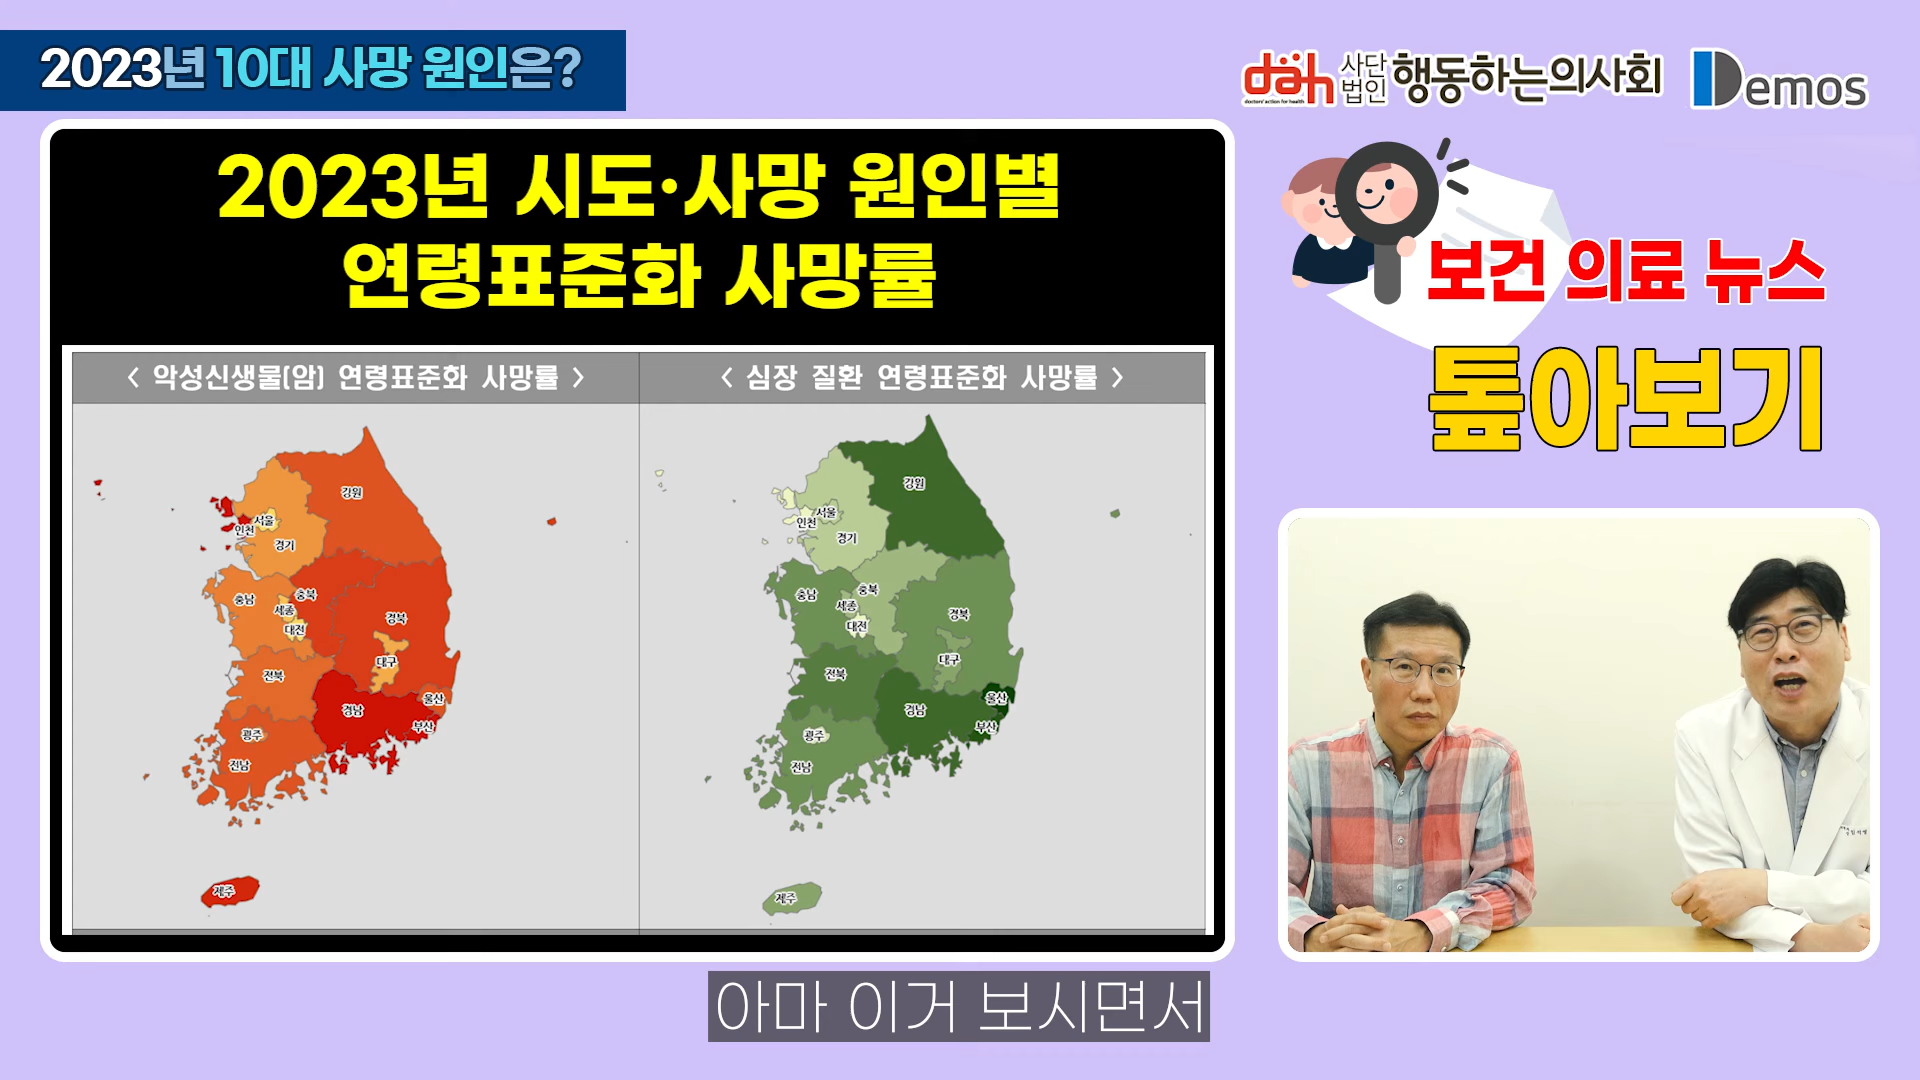 2023년 10대 사망 원인은?
dah
doctors' action for health
사단
법인
행동하는의사회
Demos
2023년 시도·사망 원인별
연령표준화 사망률
보건 의료 뉴스
톺아보기
< 악성신생물(암) 연령표준화 사망률 >
강원
서울
인천
경기
충남
충북
세종
대전
경북
대구
전북
울산
경남
부산
광주
전남
제주
< 심장 질환 연령표준화 사망률 >
강원
서울
인천
경기
충남
충북
세종
대전
경북
대구
전북
울산
경남
부산
광주
전남
제주
아마 이거 보시면서